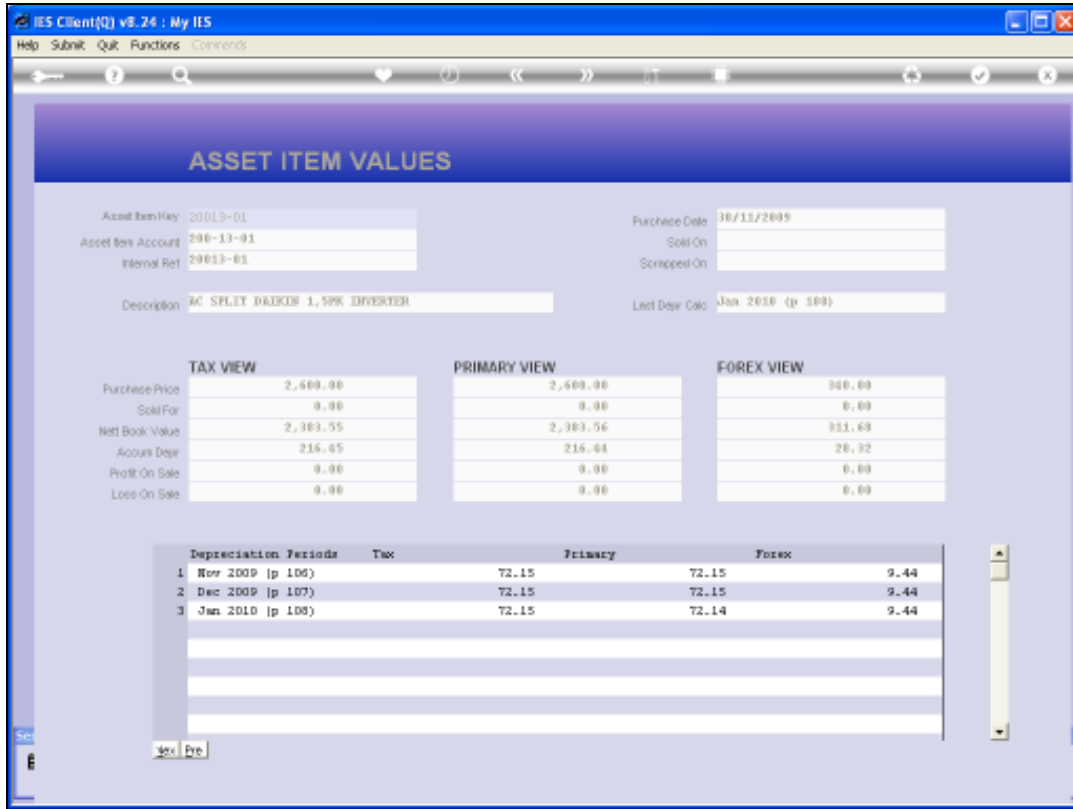 IES Client(Q) v8.24 : My IES
Help Submit Quit Functions Commends
ASSET ITEM VALUES
Asset Item Key 20013-01
Purchase Date 30/11/2009
Asset Item Account 200-13-01
Sold On
Internal Ref 20013-01
Scrapped On
Description AC SPLIT DAIKIN 1,5PK INVERTER
Last Depr Calc Jan 2010 (p 108)
TAX VIEW PRIMARY VIEW FOREX VIEW
Purchase Price 2,600.00 2,600.00 340.00
Sold For 0.00 0.00 0.00
Nett Book Value 2,383.55 2,383.56 311.68
Accum Depr 216.45 216.44 28.32
Profit On Sale 0.00 0.00 0.00
Loss On Sale 0.00 0.00 0.00
Depreciation Periods Tax Primary Forex
1 Nov 2009 (p 106) 72.15 72.15 9.44
2 Dec 2009 (p 107) 72.15 72.15 9.44
3 Jan 2010 (p 108) 72.15 72.14 9.44
Nex Pre